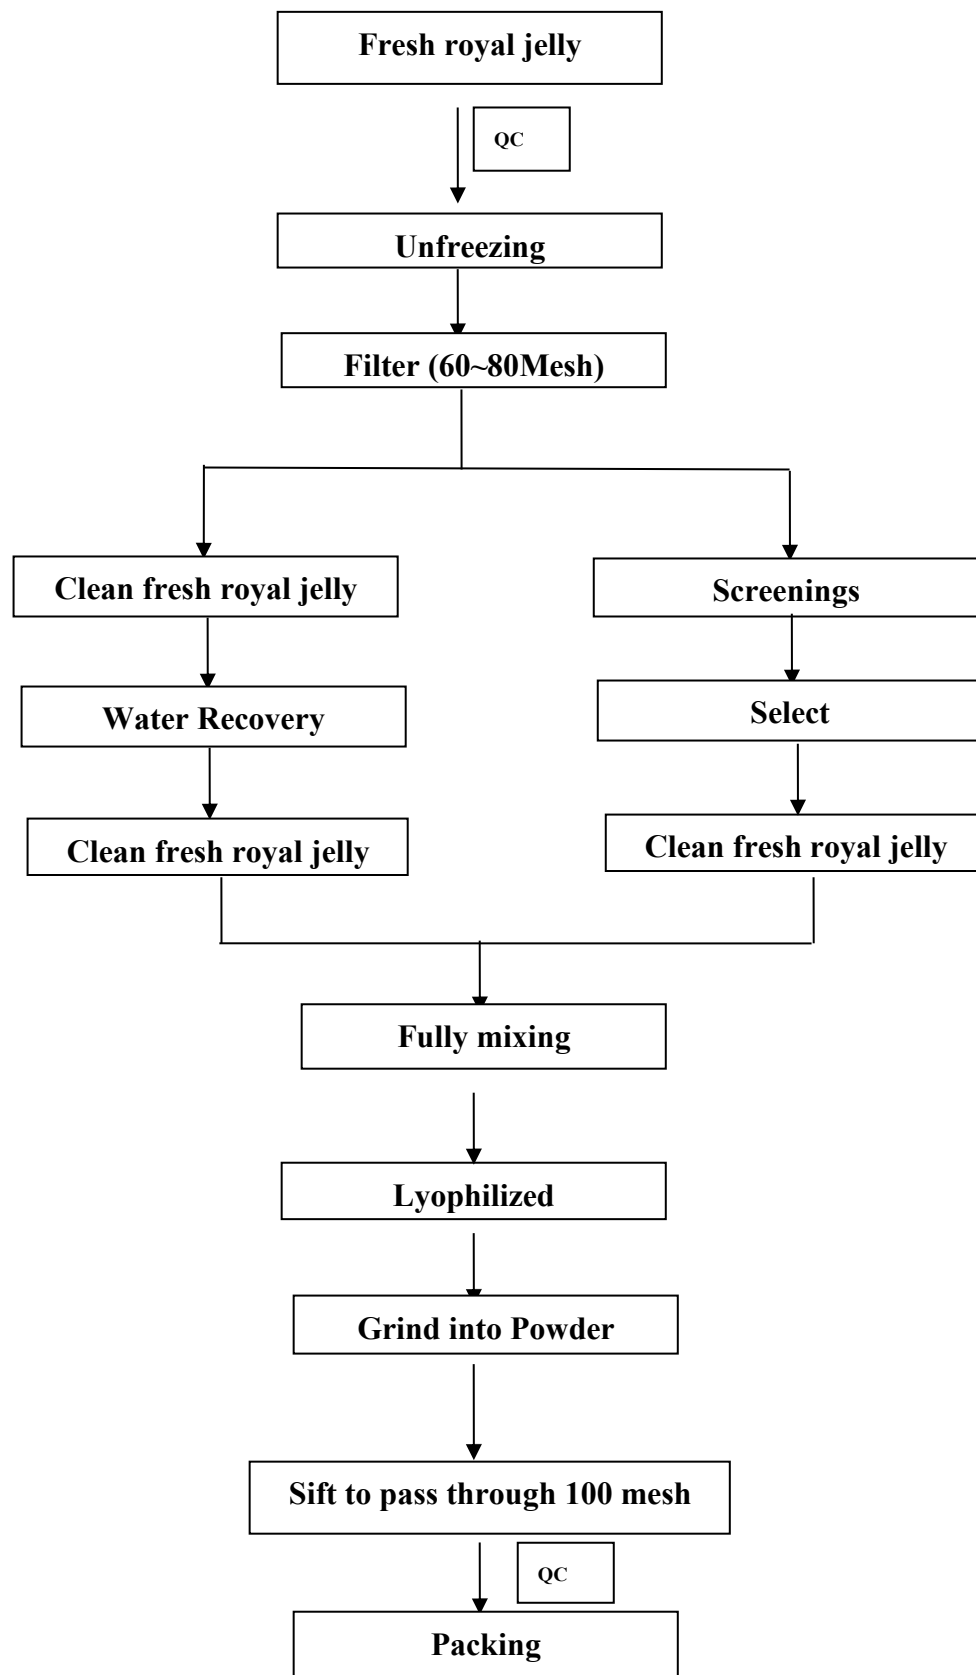 Fresh royal jelly
QC
Unfreezing
Filter (60~80Mesh)
Clean fresh royal jelly
Screenings
Water Recovery
Select
Clean fresh royal jelly
Clean fresh royal jelly
Fully mixing
Lyophilized
Grind into Powder
Sift to pass through 100 mesh
QC
Packing